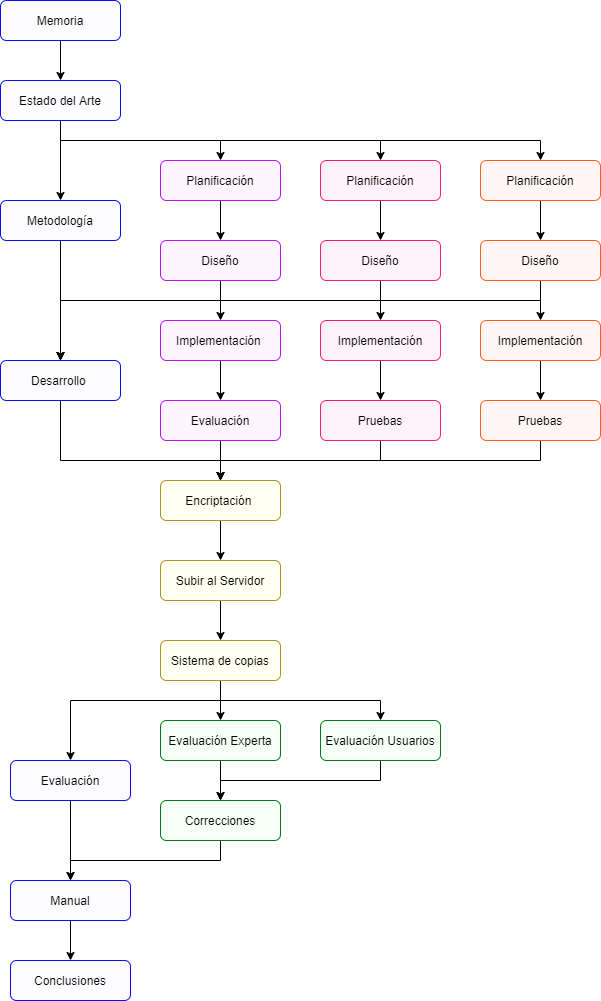 Memoria
Estado del Arte
Planificación
Planificación
Planificación
Metodología
Diseño
Diseño
Diseño
Implementación
Implementación
Implementación
Desarrollo
Evaluación
Pruebas
Pruebas
Encriptación
Subir al Servidor
Sistema de copias
Evaluación Experta
Evaluación Usuarios
Evaluación
Correcciones
Manual
Conclusiones